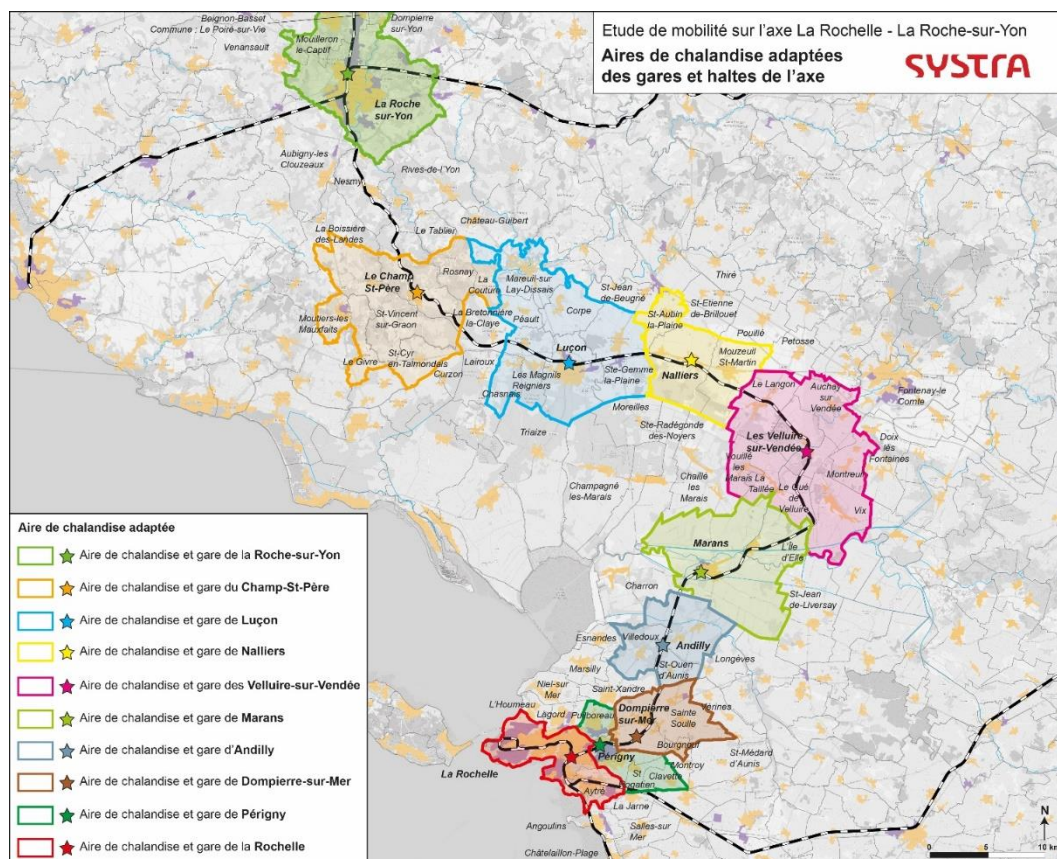 Etude de mobilité sur l'axe La Rochelle - La Roche-sur-Yon
Aires de chalandise adaptées
des gares et haltes de l'axe
SYSTRA
Beignon-Basset
Commune : Le Poiré-sur-Vie
Venansault
Mouilleron
le-Captif
Dompierre
sur-Yon
La Roche
sur-Yon
Aubigny-les
Clouzeaux
Nesmy
Rives-de-l'Yon
La Boissière
des-Landes
Le Tablier
Château-Guibert
Le Champ
St-Père
Rosnay
La
Couture
Mareuil-sur
Lay-Dissais
St-Jean
de-Beugné
Thiré
St-Etienne
de-Brillouet
Moutiers-les
Mauxfaits
St-Vincent
sur-Graon
La Bretonnière
la-Claye
Péault
Corpe
St-Aubin
la-Plaine
Pouillé
Petosse
Mouzeuil
St-Martin
Luçon
Nalliers
Le Givre
St-Cyr
en-Talmondais
Curzon
Lairoux
Chasnais
Les Magnils
Reigniers
Ste-Gemme
la-Plaine
Moreilles
Triaize
Ste-Radégonde
des-Noyers
Le Langon
Auchay
sur
Vendée
Fontenay-le
Comte
Les Velluire
sur-Vendée
Doix
lès
Fontaines
Vouillé
les
Marais
La
Taillée
Montreuil
Le Gué
de
Velluire
Vix
Champagné
les-Marais
Chaillé
les
Marais
Marans
L'Île
d'Elle
Charron
St-Jean
de-Liversay
Esnandes
Villedoux
Andilly
Marsilly
St-Ouen
d'Aunis
Longèves
Niel-sur
Mer
Saint-Xandre
L'Houmeau
Lagord
Puilboreau
Dompierre
sur-Mer
Sainte
Soulle
Vérines
Bourgneuf
St-Médard
d'Aunis
La Rochelle
Périgny
Montroy
St
Rogatien
Clavette
Aytré
La Jarne
Angoulins
Salles-sur
Mer
Châtelaillon-Plage
Aire de chalandise adaptée
Aire de chalandise et gare de la Roche-sur-Yon
Aire de chalandise et gare du Champ-St-Père
Aire de chalandise et gare de Luçon
Aire de chalandise et gare de Nalliers
Aire de chalandise et gare des Velluire-sur-Vendée
Aire de chalandise et gare de Marans
Aire de chalandise et gare d'Andilly
Aire de chalandise et gare de Dompierre-sur-Mer
Aire de chalandise et gare de Périgny
Aire de chalandise et gare de la Rochelle
N
0 5 10 km